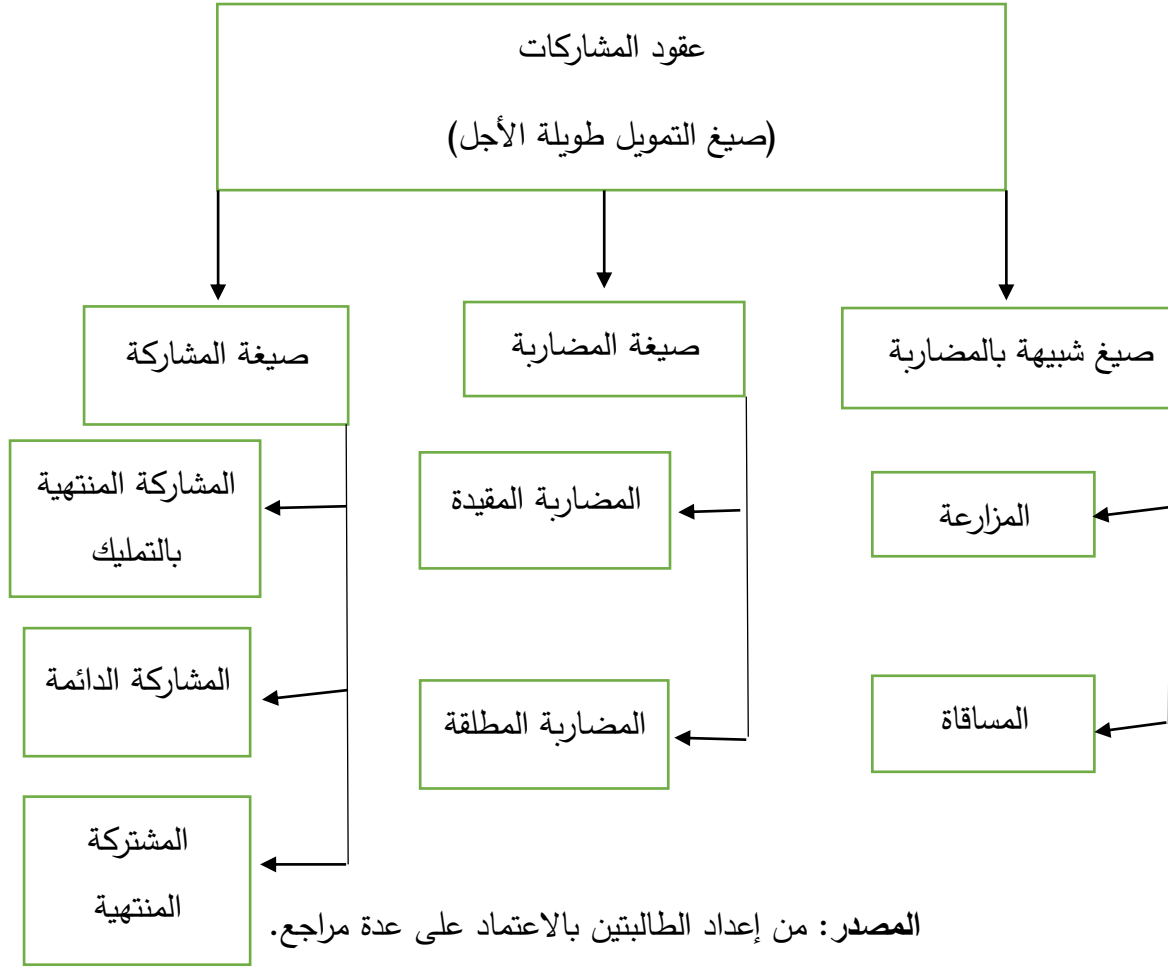 عقود المشاركات
(صيغ التمويل طويلة الأجل)
صيغ شبيهة بالمضاربة
صيغة المضاربة
صيغة المشاركة
المزارعة
المساقاة
المضاربة المقيدة
المضاربة المطلقة
المشاركة المنتهية
بالتمليك
المشاركة الدائمة
المشتركة
المنتهية
المصدر: من إعداد الطالبتين بالاعتماد على عدة مراجع.